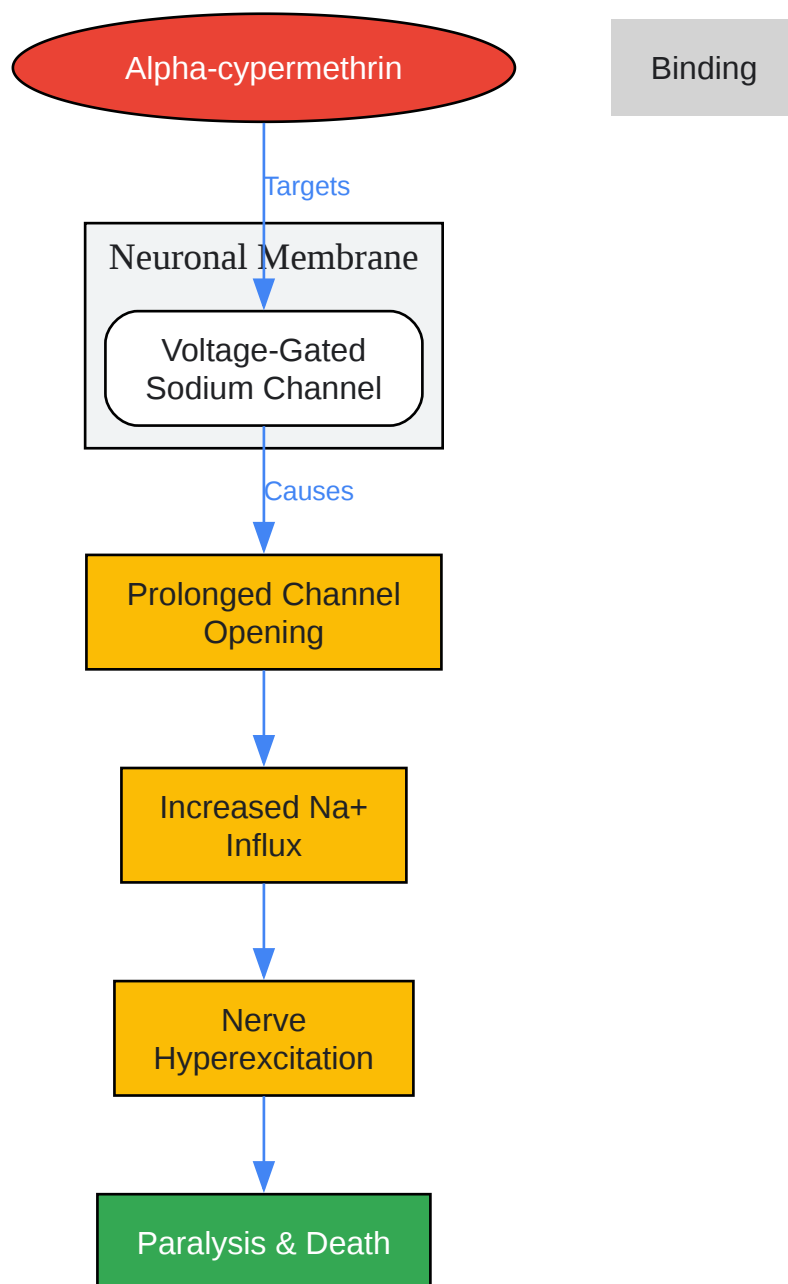 Alpha-cypermethrin
Binding
Targets
Neuronal Membrane
Voltage-Gated
Sodium Channel
Causes
Prolonged Channel
Opening
Increased Na+
Influx
Nerve
Hyperexcitation
Paralysis & Death